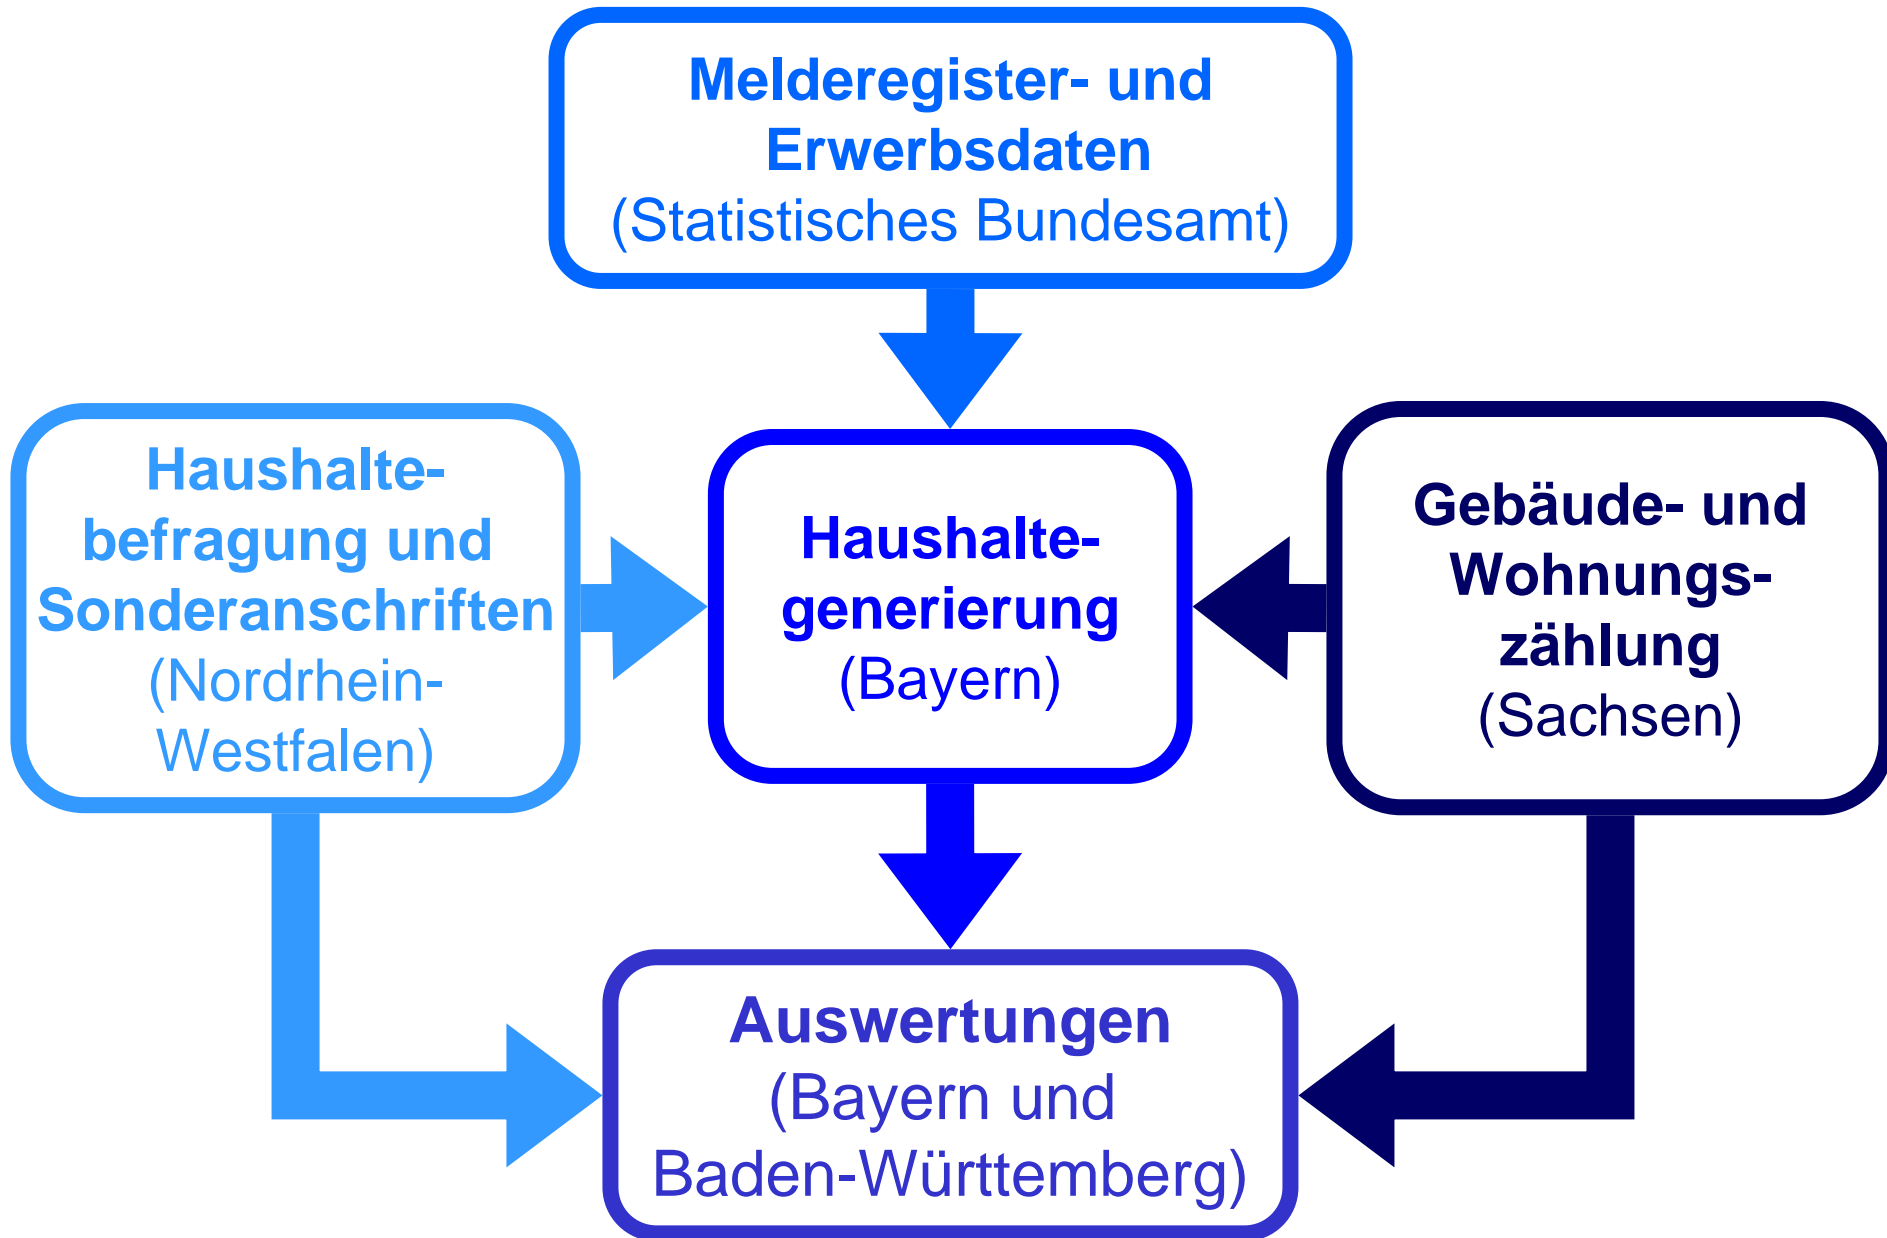 Melderegister- und
Erwerbsdaten
(Statistisches Bundesamt)
Haushalte-
befragung und
Sonderanschriften
(Nordrhein-
Westfalen)
Haushalte-
generierung
(Bayern)
Gebäude- und
Wohnungs-
zählung
(Sachsen)
Auswertungen
(Bayern und
Baden-Württemberg)